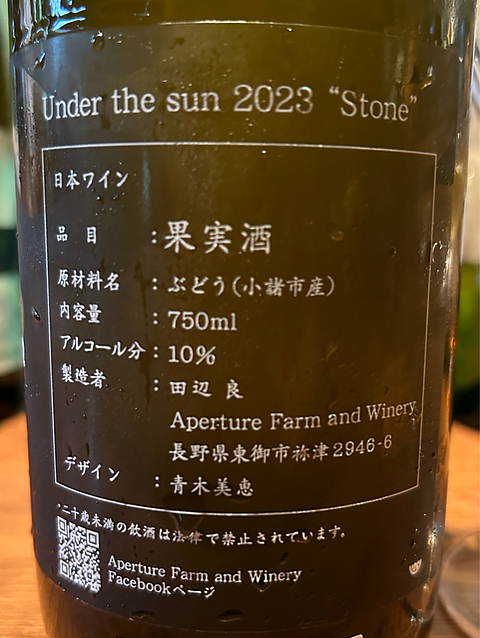 Under the sun 2023 “Stone”
日本ワイン
品目 :果実酒
原材料名 :ぶどう(小諸市産)
内容量 :750ml
アルコール分:10%
製造者 :田辺 良
Aperture Farm and Winery
長野県東御市祢津2946-6
デザイン :青木美恵
*二十歳未満の飲酒は法律で禁止されています。
Aperture Farm and Winery
Facebookページ